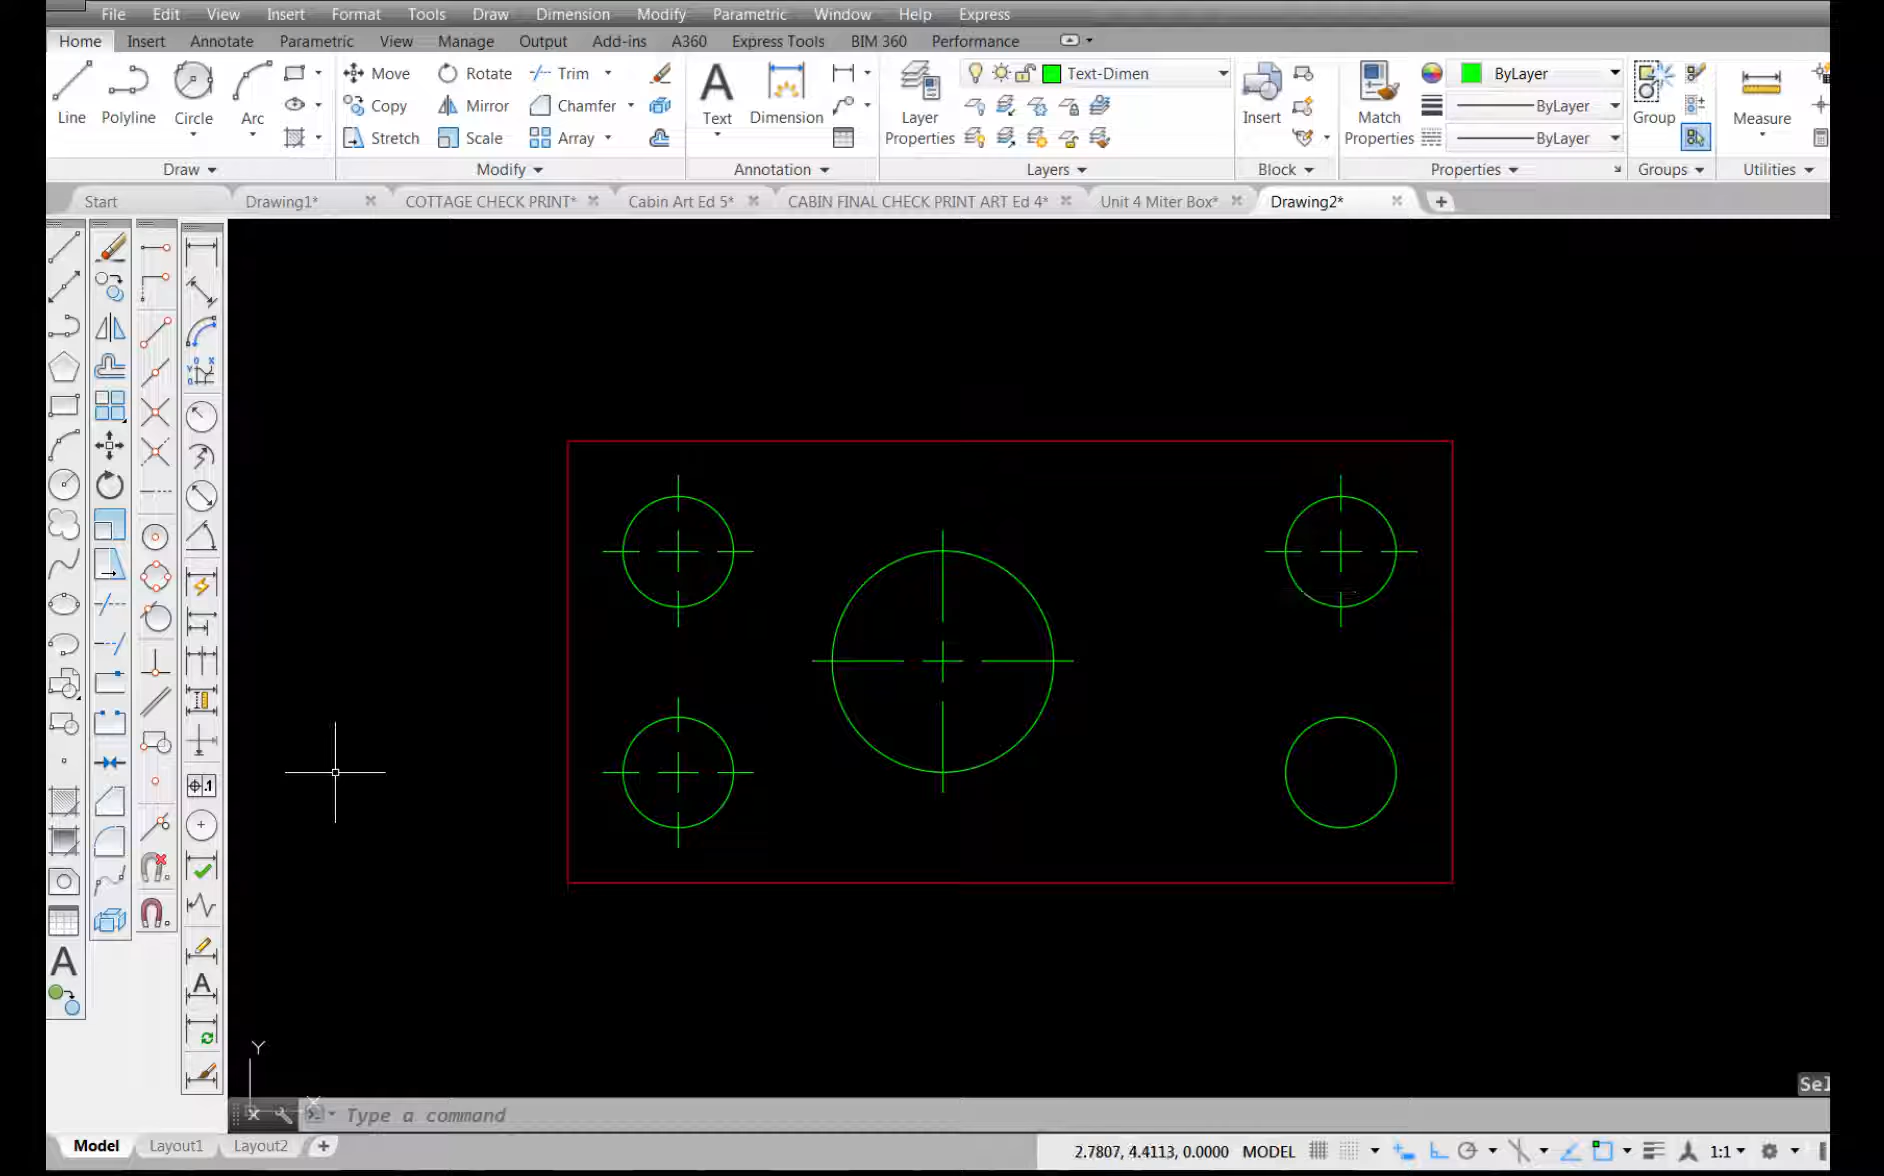 File Edit View Insert Format Tools Draw Dimension Modify Parametric Window Help Express
Home Insert Annotate Parametric View Manage Output Add-ins A360 Express Tools BIM 360 Performance
Line Polyline Circle Arc
Move Rotate Trim
Copy Mirror Chamfer
Stretch Scale Array
A Text Dimension
Layer Properties
Text-Dimen
Insert
Match Properties
ByLayer
ByLayer
ByLayer
Group
Measure
Draw Modify Annotation Layers Block Properties Groups Utilities
Start Drawing1* COTTAGE CHECK PRINT* Cabin Art Ed 5* CABIN FINAL CHECK PRINT ART Ed 4* Unit 4 Miter Box* Drawing2*
.1
A
A
Y
X
Sel
Type a command
Model Layout1 Layout2
2.7807, 4.4113, 0.0000 MODEL 1:1